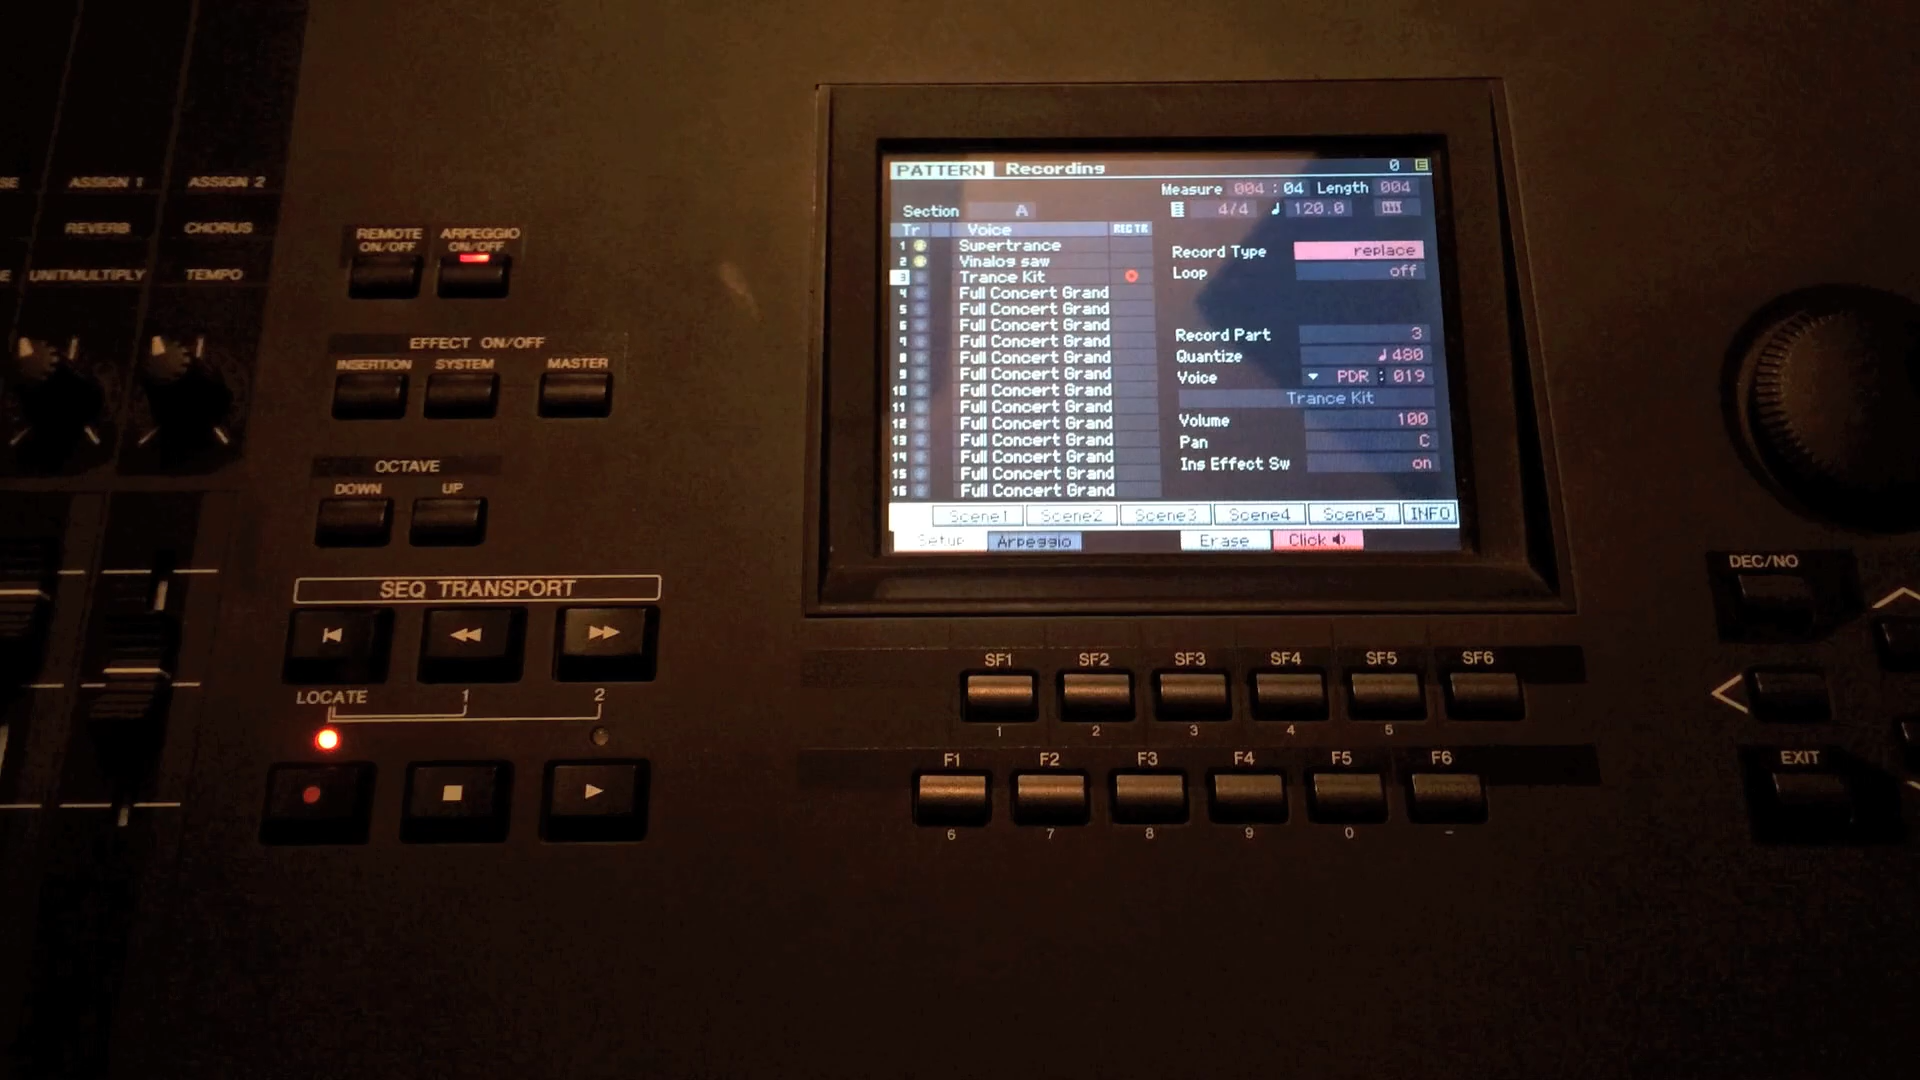 SE ASSIGN 1 ASSIGN 2
REVERB CHORUS
E UNITMULTIPLY TEMPO
REMOTE ON/OFF
ARPEGGIO ON/OFF
EFFECT ON/OFF
INSERTION SYSTEM MASTER
OCTAVE
DOWN UP
SEQ TRANSPORT
LOCATE 1 2
PATTERN Recording 0
Measure 004 : 04 Length 004
Section A 4/4 120.0
Tr Voice REC TR
1 Supertrance
2 Vinalog saw
3 Trance Kit
4 Full Concert Grand
5 Full Concert Grand
6 Full Concert Grand
7 Full Concert Grand
8 Full Concert Grand
9 Full Concert Grand
10 Full Concert Grand
11 Full Concert Grand
12 Full Concert Grand
13 Full Concert Grand
14 Full Concert Grand
15 Full Concert Grand
16 Full Concert Grand
Record Type replace
Loop off
Record Part 3
Quantize 480
Voice PDR : 019
Trance Kit
Volume 100
Pan C
Ins Effect Sw on
Scene1 Scene2 Scene3 Scene4 Scene5 INFO
Setup Arpeggio Erase Click
SF1 SF2 SF3 SF4 SF5 SF6
1 2 3 4 5
F1 F2 F3 F4 F5 F6
6 7 8 9 0 -
DEC/NO
EXIT